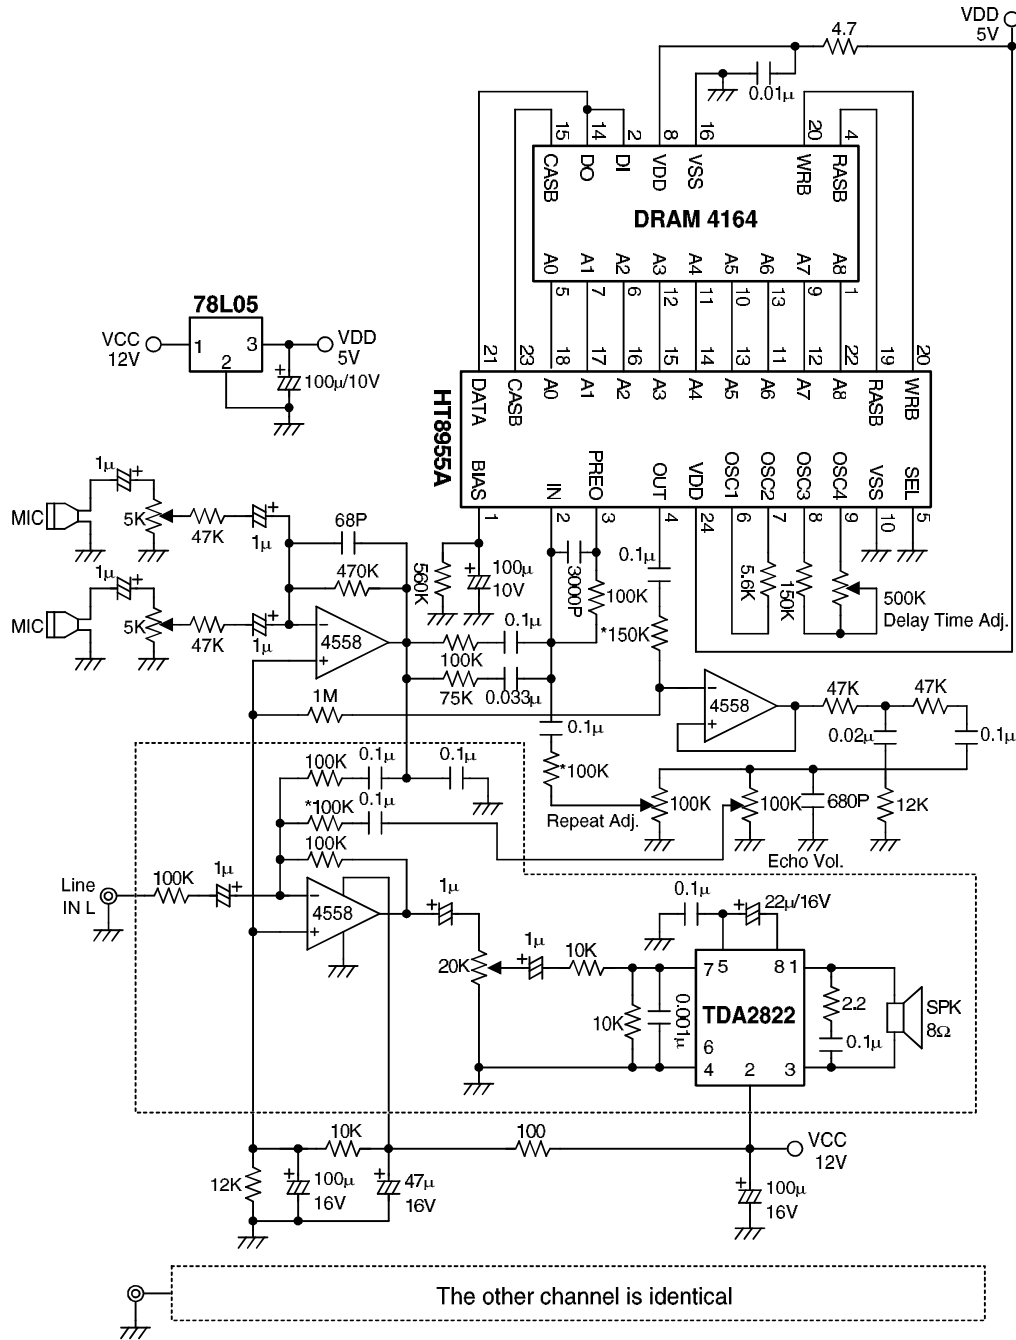 VDD
5V
4.7
0.01µ
15
14
2
8
16
20
4
CASB
DO
DI
VDD
VSS
WRB
RASB
DRAM 4164
A0
A1
A2
A3
A4
A5
A6
A7
A8
5
7
6
12
11
10
13
9
1
78L05
VCC
12V
1
3
2
VDD
5V
100µ/10V
21
23
18
17
16
15
14
13
11
12
22
19
20
DATA
CASB
A0
A1
A2
A3
A4
A5
A6
A7
A8
RASB
WRB
HT8955A
BIAS
IN
PREO
OUT
VDD
OSC1
OSC2
OSC3
OSC4
VSS
SEL
1
2
3
4
24
6
7
8
9
10
5
1µ
MIC
5K
47K
1µ
68P
470K
560K
100µ
10V
3000P
0.1µ
100K
*150K
5.6K
150K
500K
Delay Time Adj.
1µ
MIC
5K
47K
1µ
4558
0.1µ
100K
75K
0.033µ
1M
4558
47K
47K
0.02µ
0.1µ
0.1µ
*100K
100K
0.1µ
0.1µ
*100K
0.1µ
100K
100K
100K
680P
12K
Repeat Adj.
Echo Vol.
Line
IN L
100K
1µ
4558
1µ
20K
1µ
10K
10K
0.001µ
0.1µ
22µ/16V
7
5
8
1
TDA2822
6
4
2
3
2.2
0.1µ
SPK
8Ω
10K
100
VCC
12V
12K
100µ
16V
47µ
16V
100µ
16V
The other channel is identical